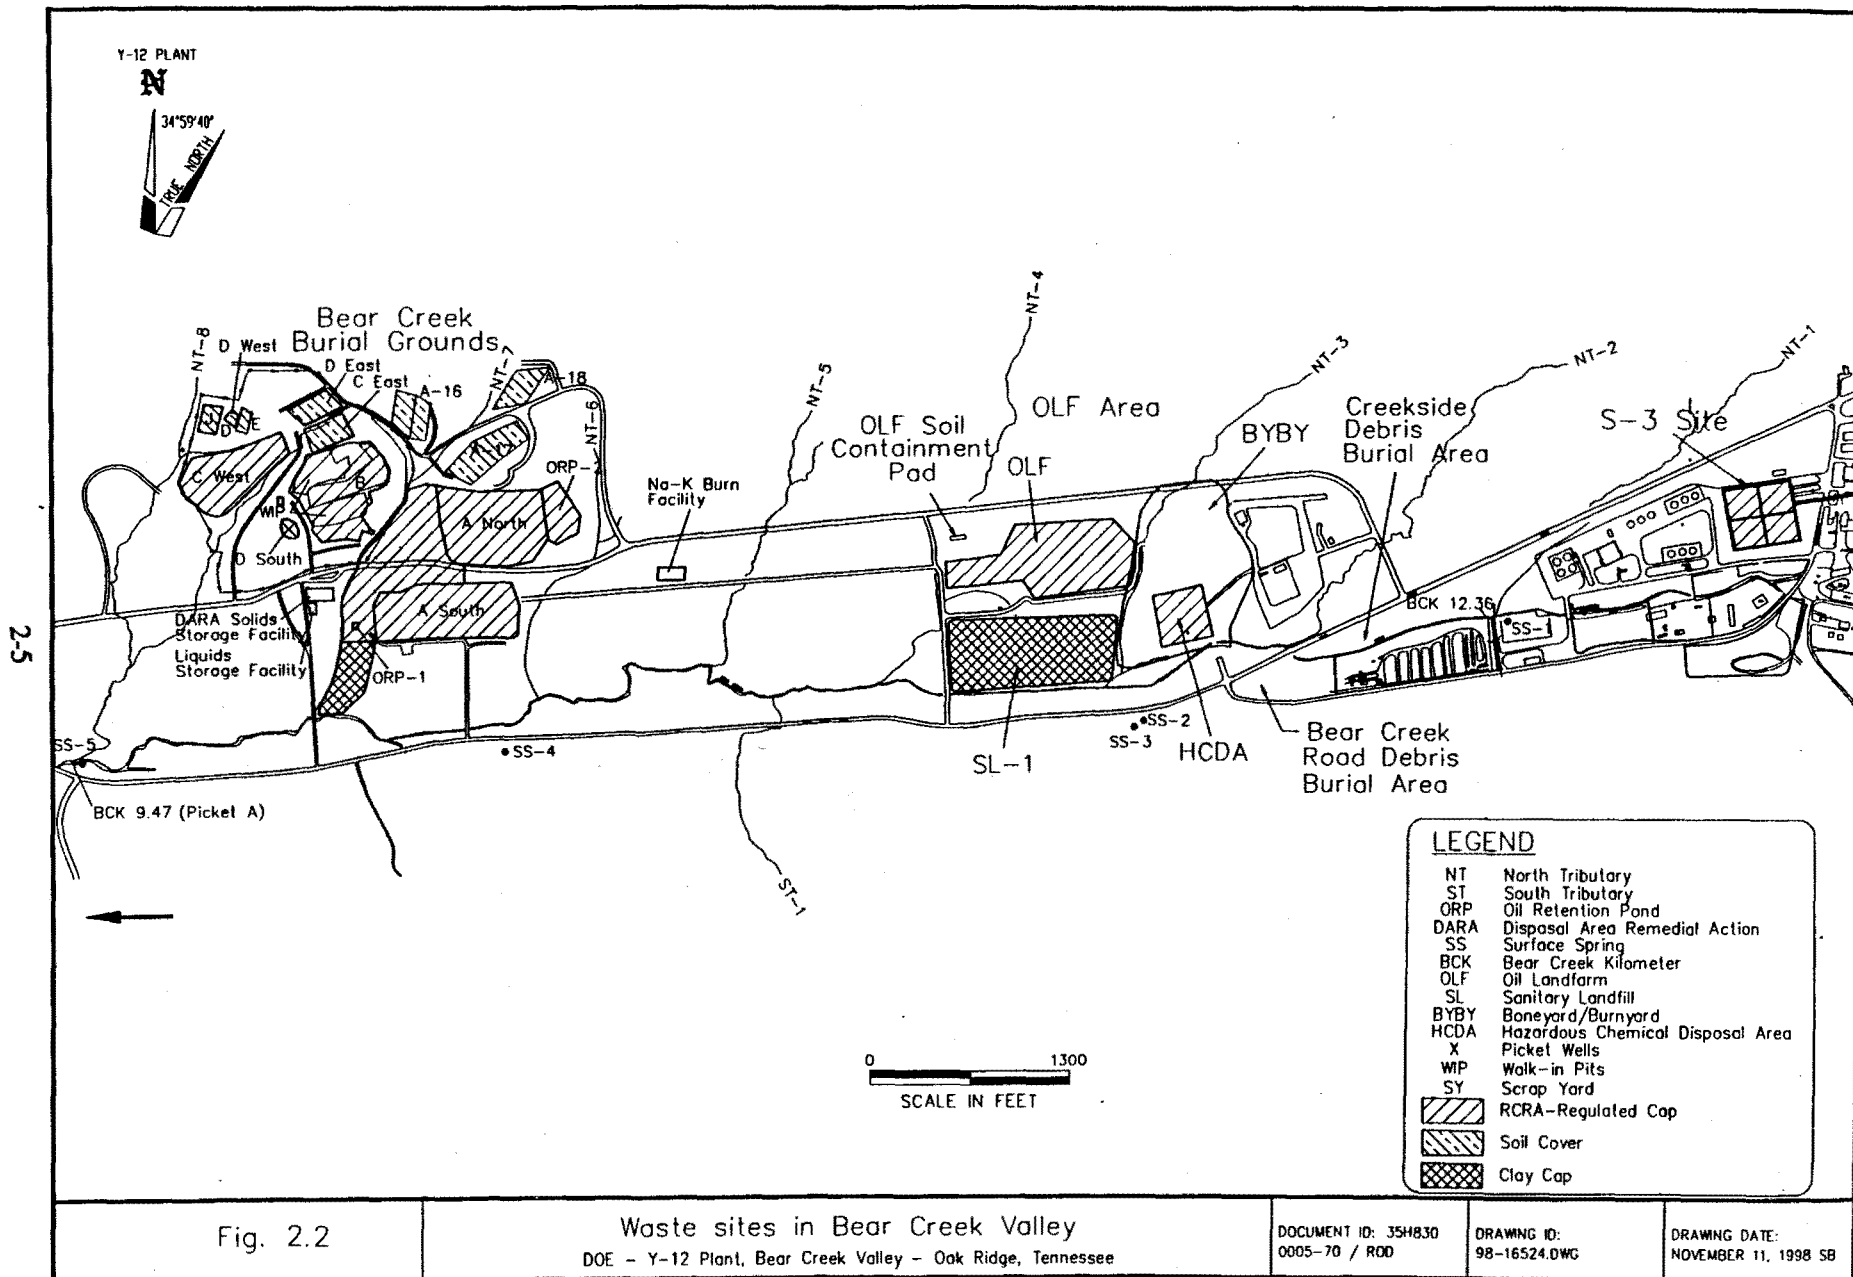 Y-12 PLANT
N
34°59'40"
TRUE NORTH
Bear Creek
Burial Grounds
NT-8
D West
D East
C East
A-16
NT-7
A-18
NT-6
D
E
C West
B
WIP
D South
A North
ORP-2
A South
DARA Solids
Storage Facility
Liquids
Storage Facility
ORP-1
Na-K Burn
Facility
NT-5
OLF Soil
Containment
Pad
NT-4
OLF Area
OLF
NT-3
BYBY
Creekside
Debris
Burial Area
NT-2
NT-1
S-3 Site
BCK 12.36
SS-1
SS-5
BCK 9.47 (Picket A)
SS-4
ST-1
SL-1
SS-2
SS-3
HCDA
Bear Creek
Road Debris
Burial Area
2-5
0 1300
SCALE IN FEET
LEGEND
NT North Tributary
ST South Tributary
ORP Oil Retention Pond
DARA Disposal Area Remedial Action
SS Surface Spring
BCK Bear Creek Kilometer
OLF Oil Landfarm
SL Sanitary Landfill
BYBY Boneyard/Burnyard
HCDA Hazardous Chemical Disposal Area
X Picket Wells
WIP Walk-in Pits
SY Scrap Yard
RCRA-Regulated Cap
Soil Cover
Clay Cap
Fig. 2.2
Waste sites in Bear Creek Valley
DOE - Y-12 Plant, Bear Creek Valley - Oak Ridge, Tennessee
DOCUMENT ID: 35H830
0005-70 / ROD
DRAWING ID:
98-16524.DWG
DRAWING DATE:
NOVEMBER 11, 1998 SB